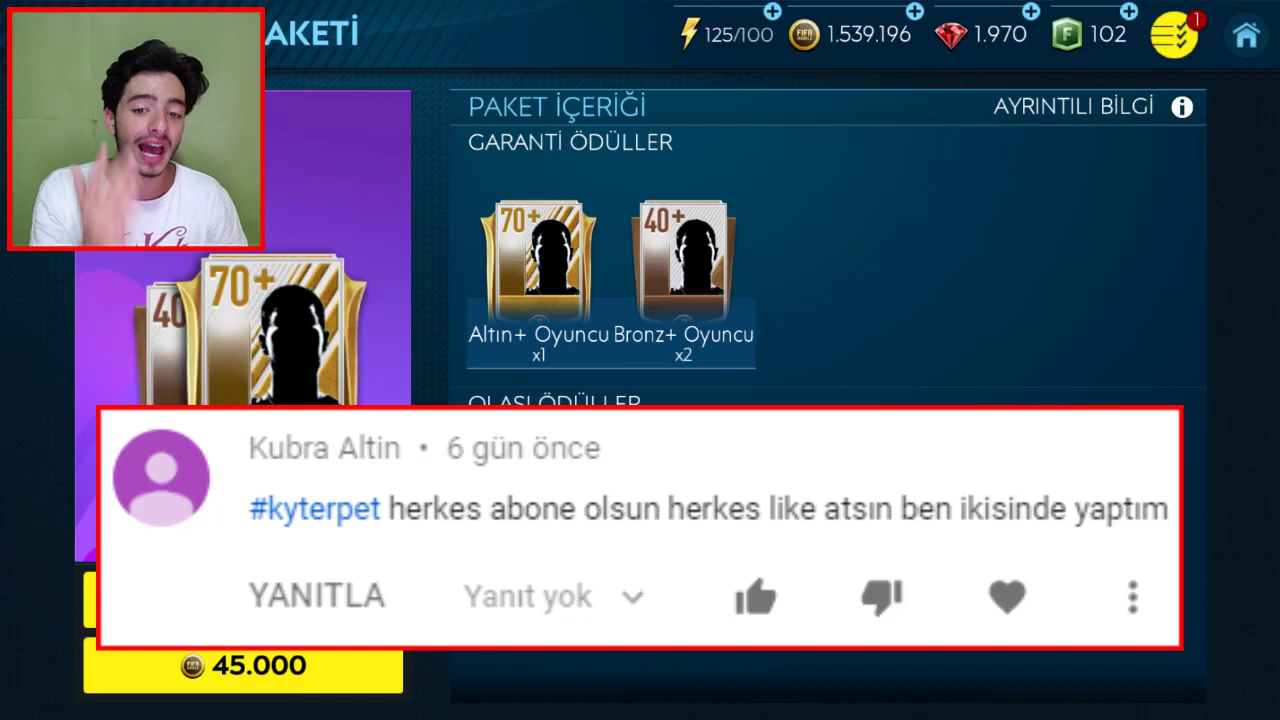 AKETİ
125/100
1.539.196
1.970
102
1
PAKET İÇERİĞİ
AYRINTILI BİLGİ
GARANTİ ÖDÜLLER
70+
40+
Altın+ Oyuncu
x1
Bronz+ Oyuncu
x2
70+
40
OLASI ÖDÜLLER
Kubra Altin • 6 gün önce
#kyterpet herkes abone olsun herkes like atsın ben ikisinde yaptım
YANITLA
Yanıt yok
45.000